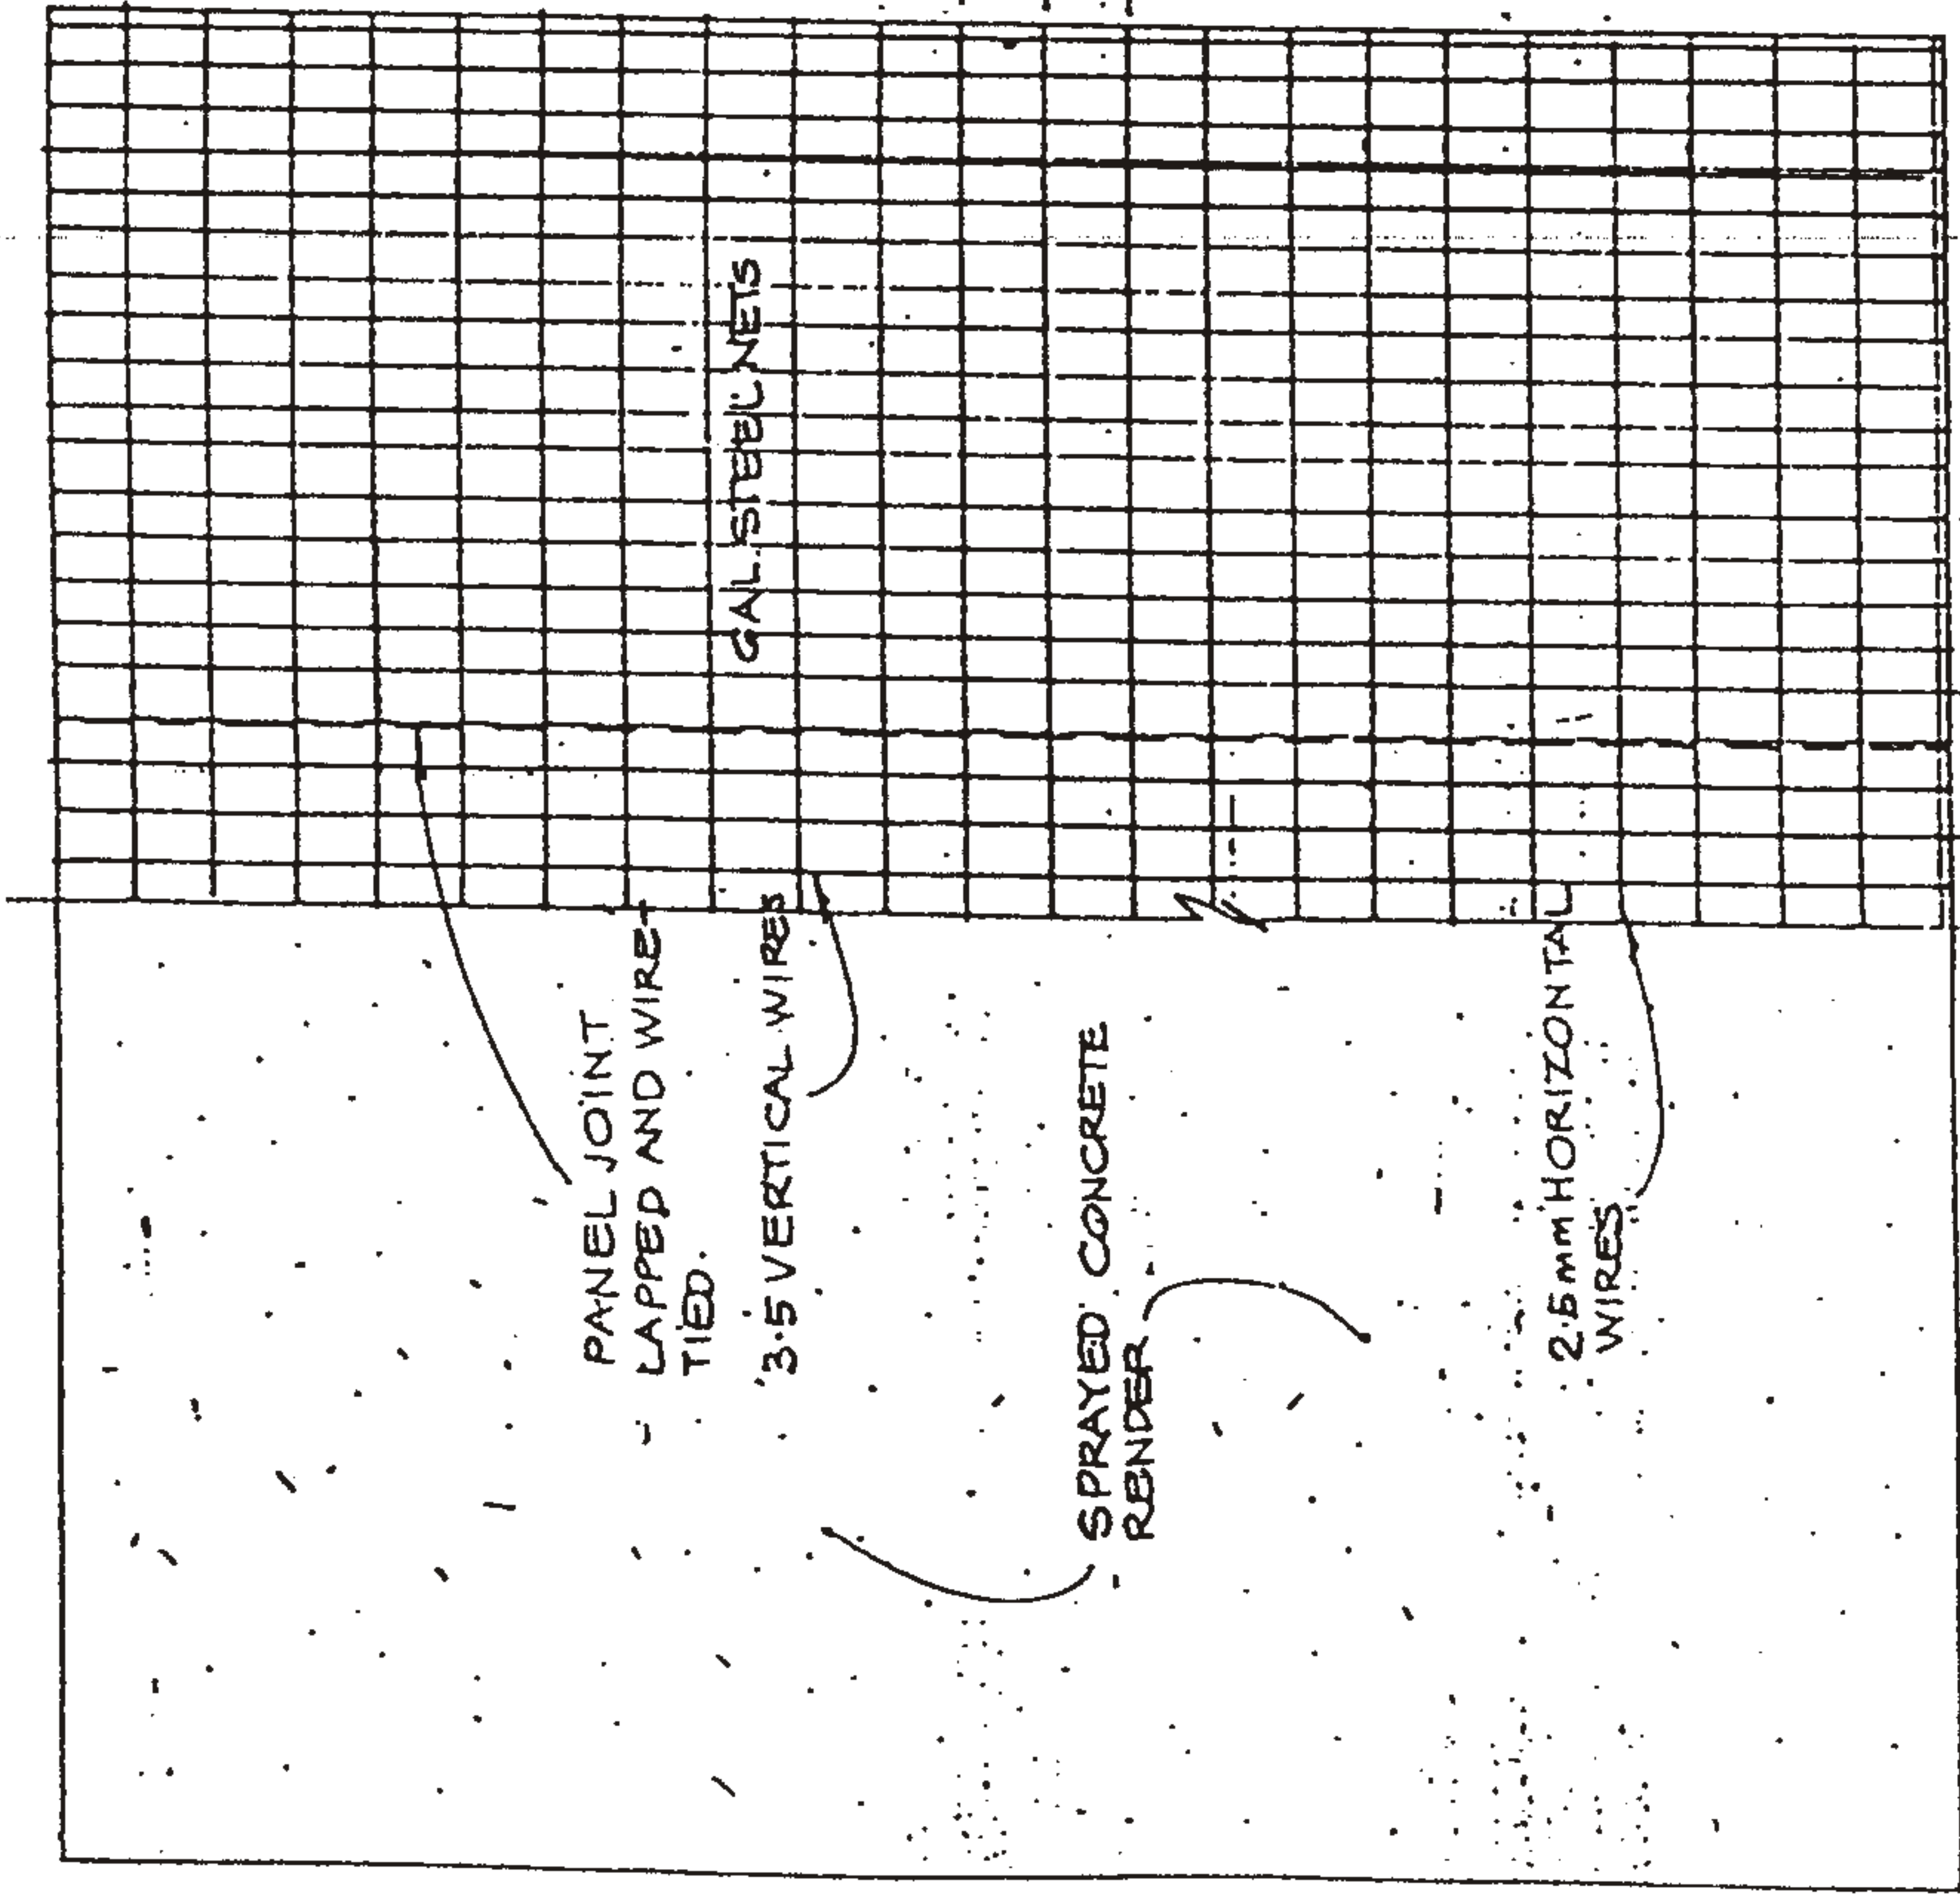 PANEL JOINT
LAPPED AND WIRE
TIED.
3.5 VERTICAL WIRES
SPRAYED CONCRETE
RENDER
2.5mm HORIZONTAL
WIRES
GAL. STEEL NETS